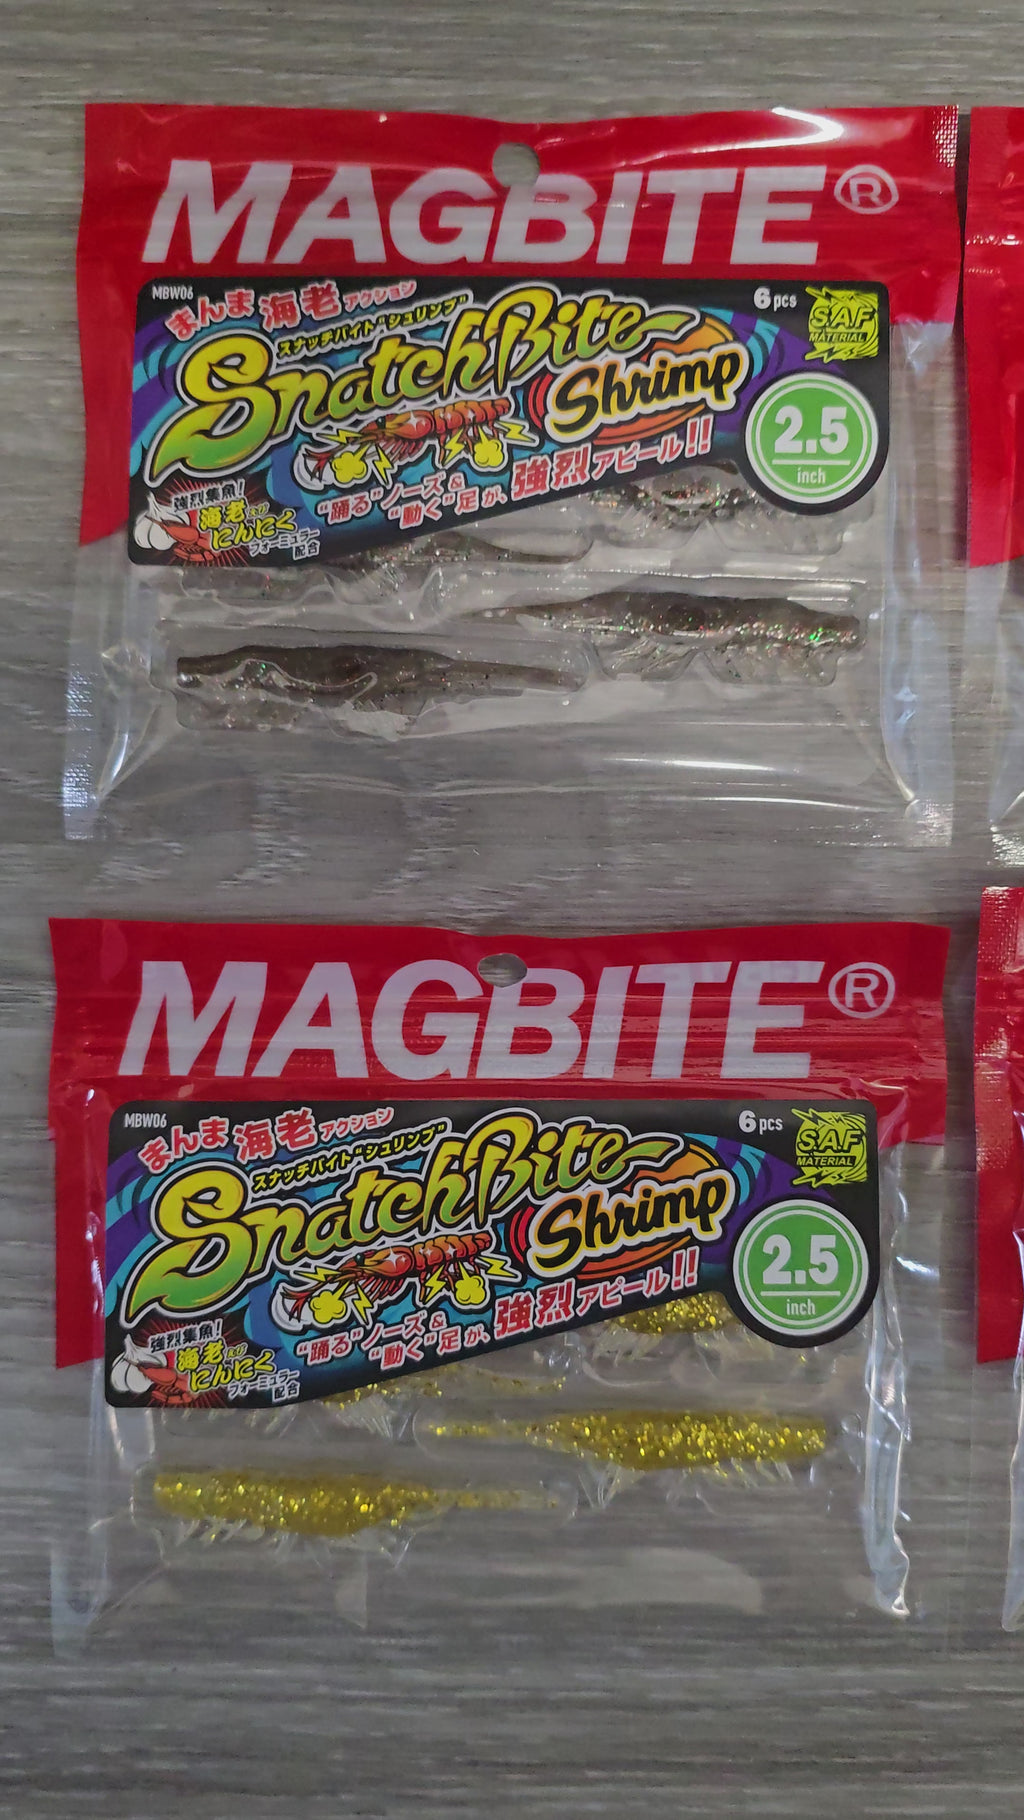 MAGBITE®
MBW06
まんま海老アクション
6pcs
S.A.F
MATERIAL
スナッチバイト"シュリンプ"
SnatchBite
Shrimp
2.5
inch
強烈集魚!
海老えび
にんにく
フォーミュラー
配合
"踊る"ノーズ&
"動く"足が、強烈アピール!!
MAGBITE®
MBW06
まんま海老アクション
6pcs
S.A.F
MATERIAL
スナッチバイト"シュリンプ"
SnatchBite
Shrimp
2.5
inch
強烈集魚!
海老えび
にんにく
フォーミュラー
配合
"踊る"ノーズ&
"動く"足が、強烈アピール!!